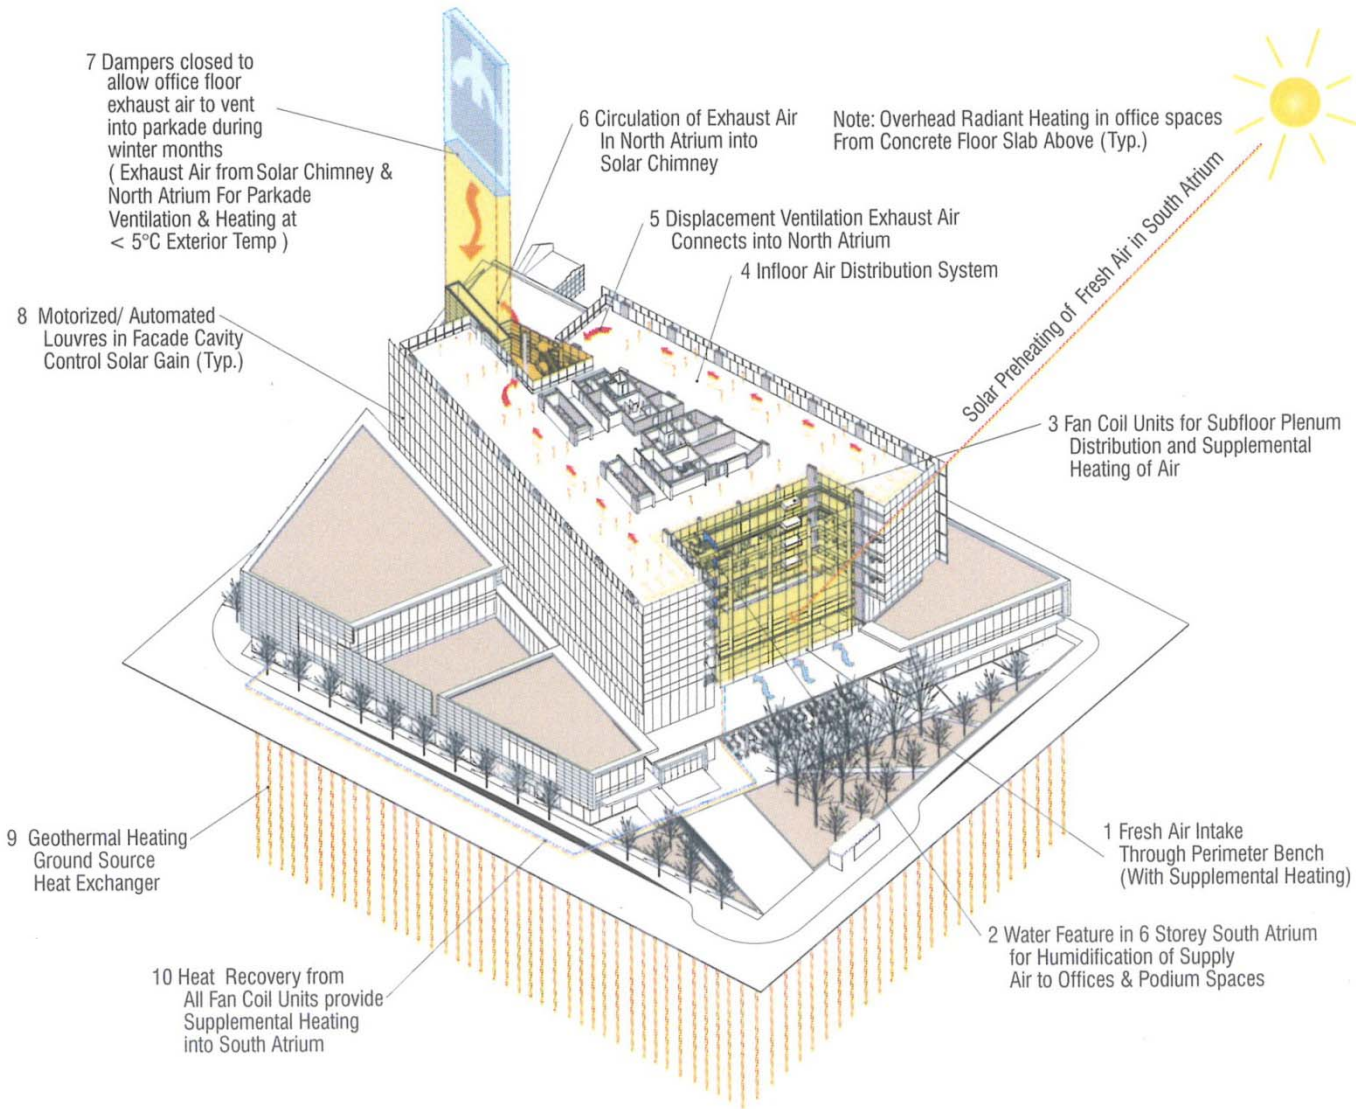 7 Dampers closed to
allow office floor
exhaust air to vent
into parkade during
winter months
( Exhaust Air from Solar Chimney &
North Atrium For Parkade
Ventilation & Heating at
< 5°C Exterior Temp )
6 Circulation of Exhaust Air
In North Atrium into
Solar Chimney
Note: Overhead Radiant Heating in office spaces
From Concrete Floor Slab Above (Typ.)
5 Displacement Ventilation Exhaust Air
Connects into North Atrium
4 Infloor Air Distribution System
Solar Preheating of Fresh Air in South Atrium
8 Motorized/ Automated
Louvres in Facade Cavity
Control Solar Gain (Typ.)
3 Fan Coil Units for Subfloor Plenum
Distribution and Supplemental
Heating of Air
9 Geothermal Heating
Ground Source
Heat Exchanger
1 Fresh Air Intake
Through Perimeter Bench
(With Supplemental Heating)
2 Water Feature in 6 Storey South Atrium
for Humidification of Supply
Air to Offices & Podium Spaces
10 Heat Recovery from
All Fan Coil Units provide
Supplemental Heating
into South Atrium